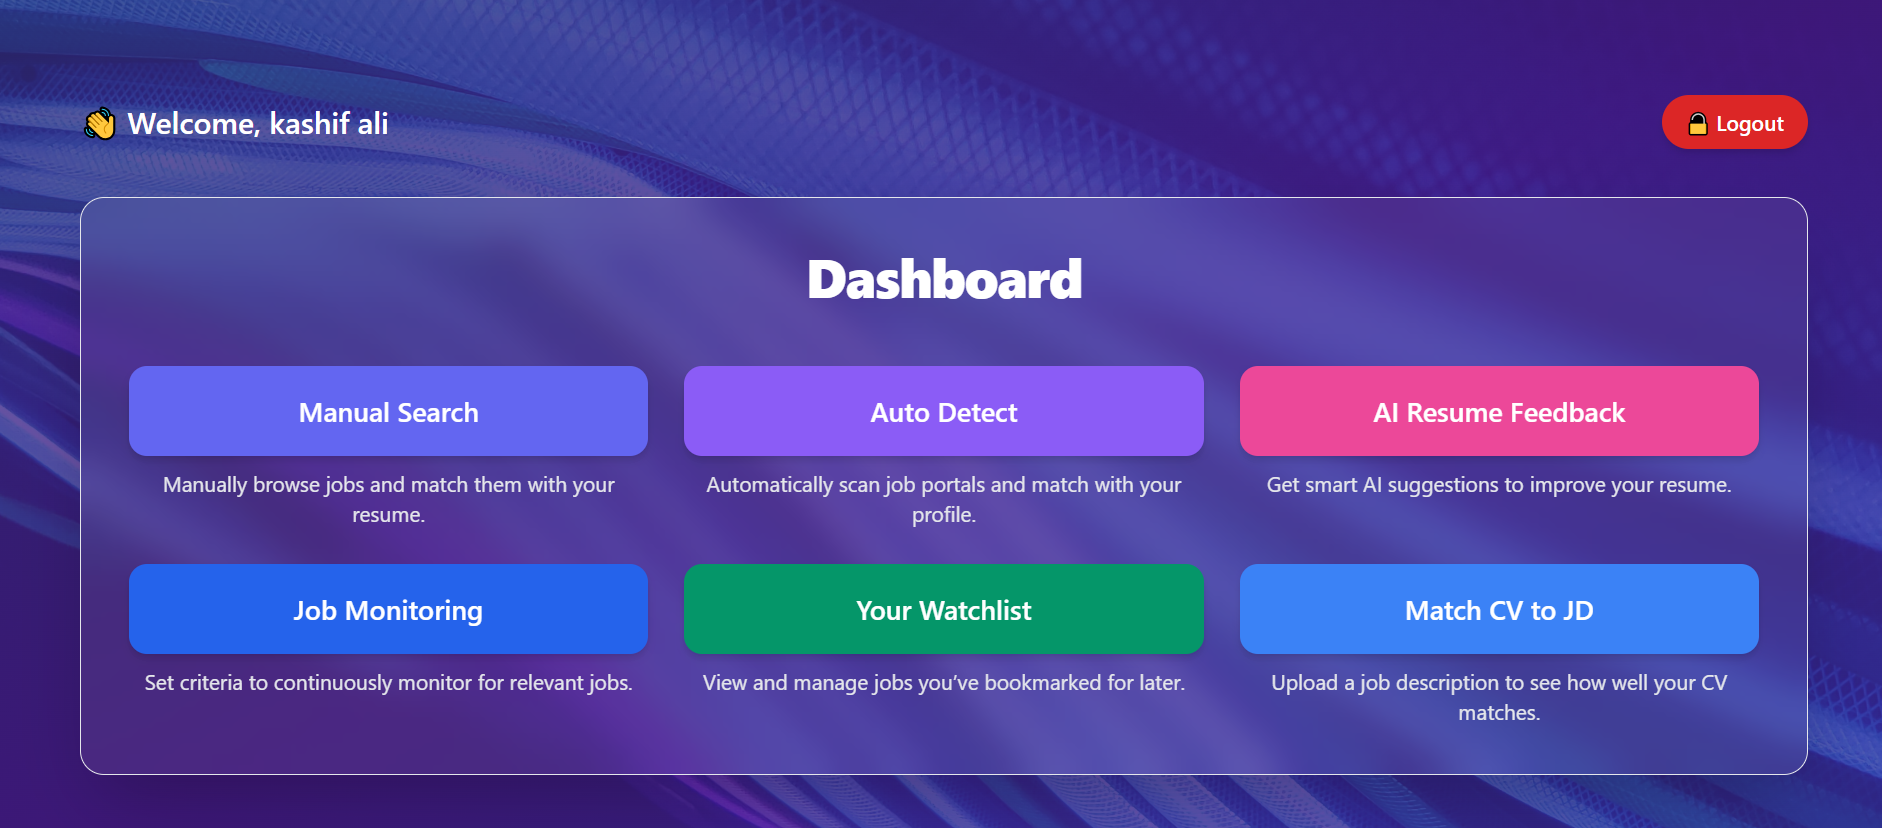 👋 Welcome, kashif ali
🔒 Logout
Dashboard
Manual Search
Manually browse jobs and match them with your
resume.
Auto Detect
Automatically scan job portals and match with your
profile.
AI Resume Feedback
Get smart AI suggestions to improve your resume.
Job Monitoring
Set criteria to continuously monitor for relevant jobs.
Your Watchlist
View and manage jobs you’ve bookmarked for later.
Match CV to JD
Upload a job description to see how well your CV
matches.